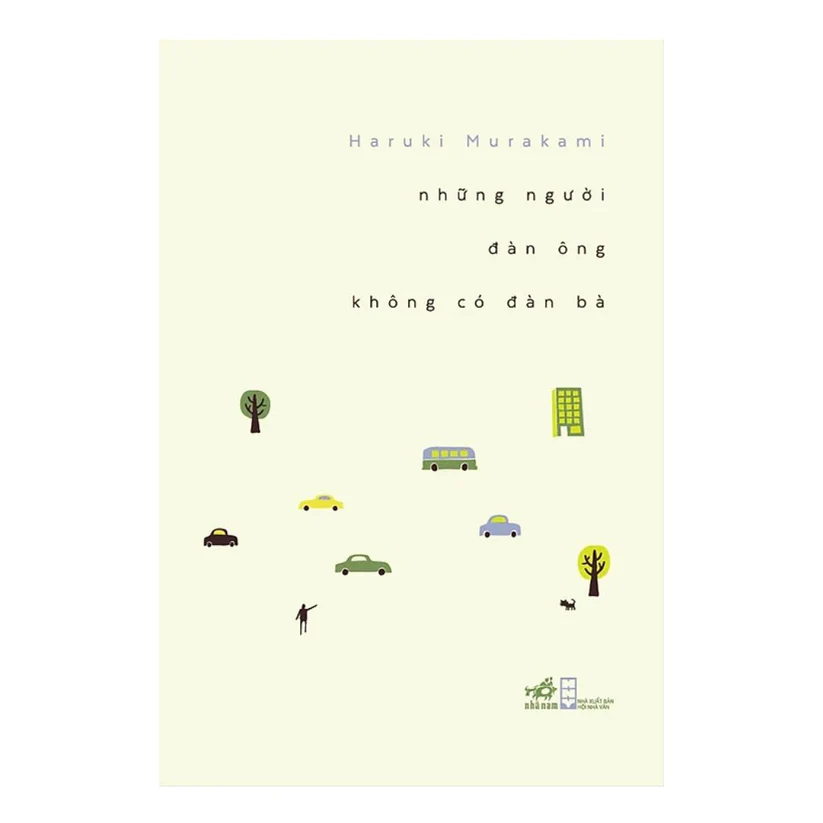 Haruki Murakami
những người
đàn ông
không có đàn bà
nhã nam
NHÀ XUẤT BẢN
HỘI NHÀ VĂN